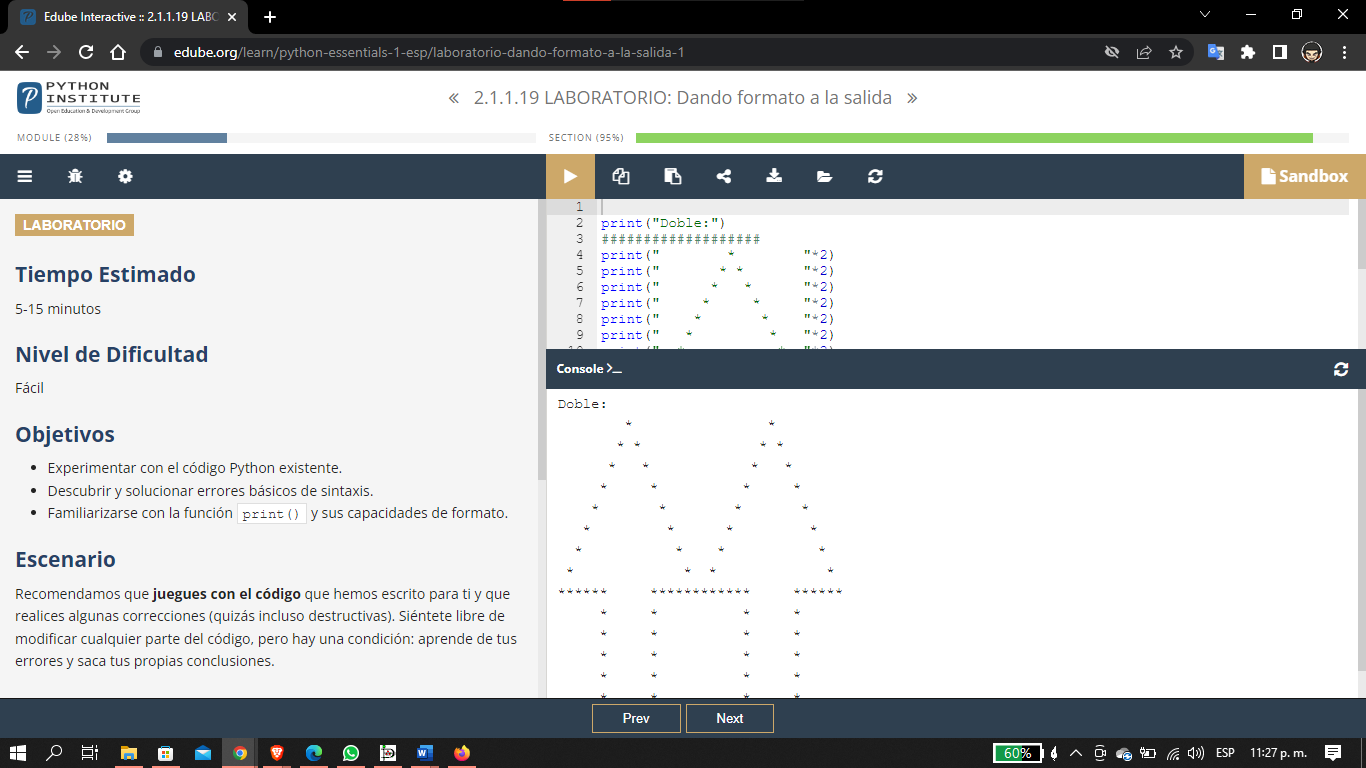 Edube Interactive :: 2.1.1.19 LABO
edube.org/learn/python-essentials-1-esp/laboratorio-dando-formato-a-la-salida-1
PYTHON
INSTITUTE
Open Education & Development Group
« 2.1.1.19 LABORATORIO: Dando formato a la salida »
MODULE (28%)
SECTION (95%)
Sandbox
LABORATORIO
Tiempo Estimado
5-15 minutos
Nivel de Dificultad
Fácil
Objetivos
• Experimentar con el código Python existente.
• Descubrir y solucionar errores básicos de sintaxis.
• Familiarizarse con la función print() y sus capacidades de formato.
Escenario
Recomendamos que juegues con el código que hemos escrito para ti y que
realices algunas correcciones (quizás incluso destructivas). Siéntete libre de
modificar cualquier parte del código, pero hay una condición: aprende de tus
errores y saca tus propias conclusiones.
1
2 print("Doble:")
3 ###################
4 print("        *        "*2)
5 print("       * *       "*2)
6 print("      *   *      "*2)
7 print("     *     *     "*2)
8 print("    *       *    "*2)
9 print("   *         *   "*2)
Console >_
Doble:
        *                *
       * *              * *
      *   *            *   *
     *     *          *     *
    *       *        *       *
   *         *      *         *
  *           *    *           *
 *             *  *             *
******     ************     ******
     *     *          *     *
     *     *          *     *
     *     *          *     *
     *     *          *     *
     *     *          *     *
Prev
Next
60%
ESP
11:27 p. m.